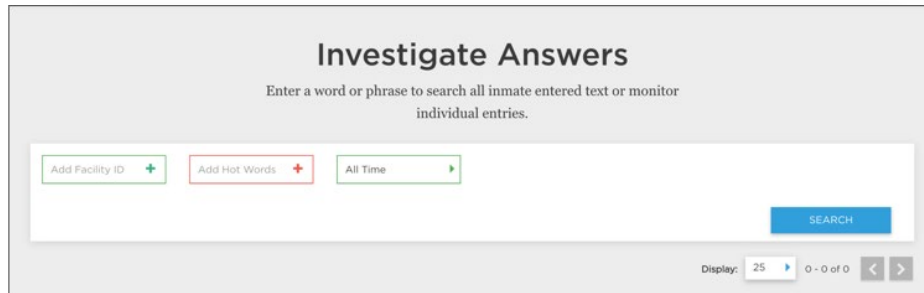 Investigate Answers
Enter a word or phrase to search all inmate entered text or monitor
individual entries.
Add Facility ID +
Add Hot Words +
All Time
SEARCH
Display: 25 0 - 0 of 0 < >